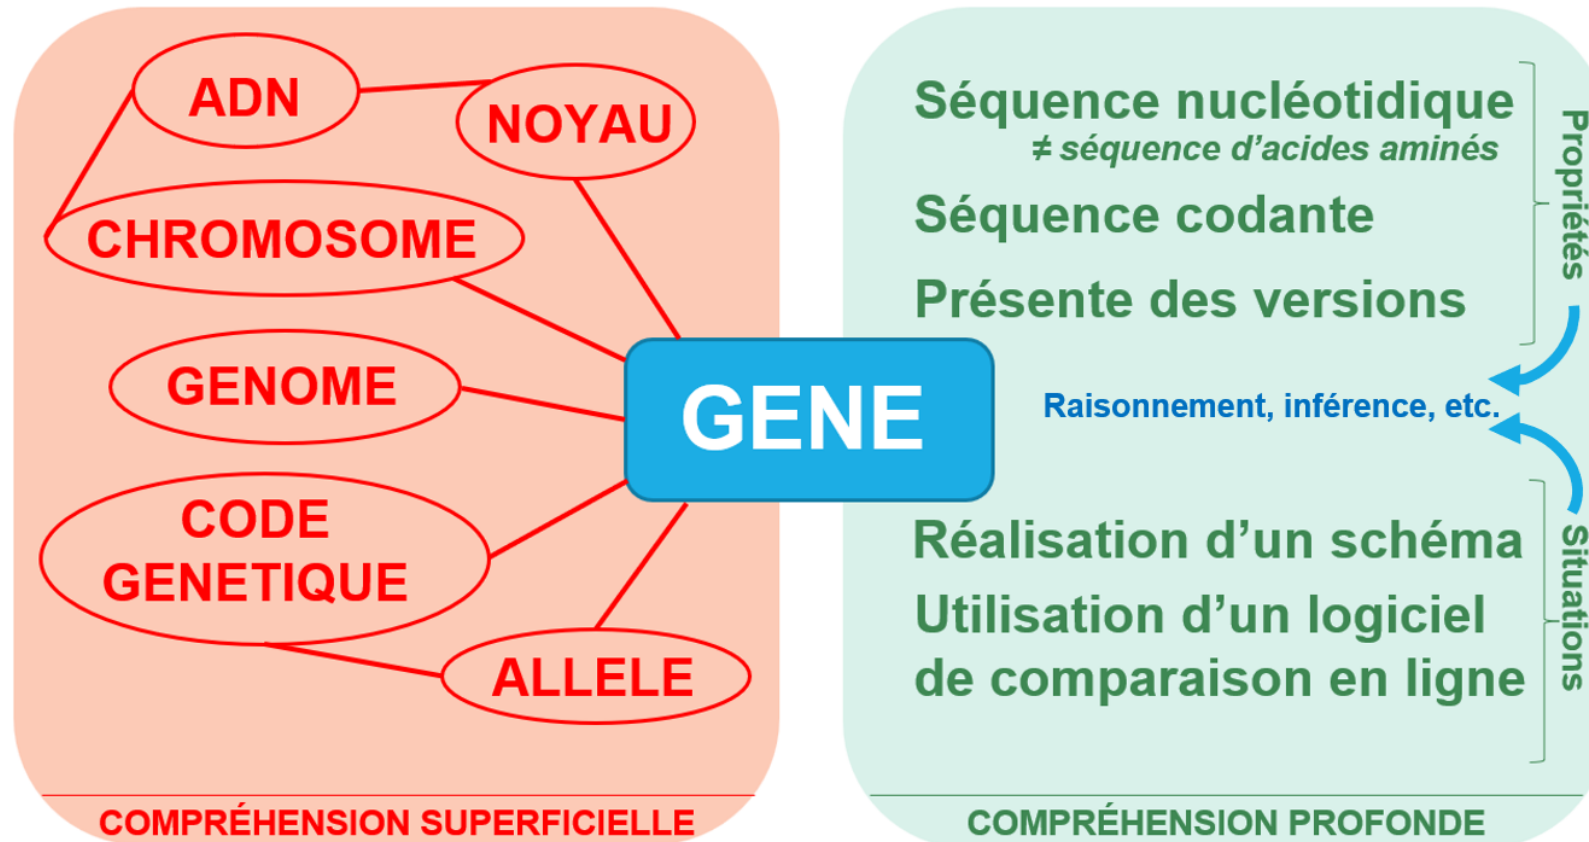 ADN
NOYAU
CHROMOSOME
GENOME
CODE
GENETIQUE
ALLELE
COMPRÉHENSION SUPERFICIELLE
GENE
Séquence nucléotidique
≠ séquence d’acides aminés
Séquence codante
Présente des versions
Propriétés
Raisonnement, inférence, etc.
Réalisation d’un schéma
Utilisation d’un logiciel
de comparaison en ligne
Situations
COMPRÉHENSION PROFONDE